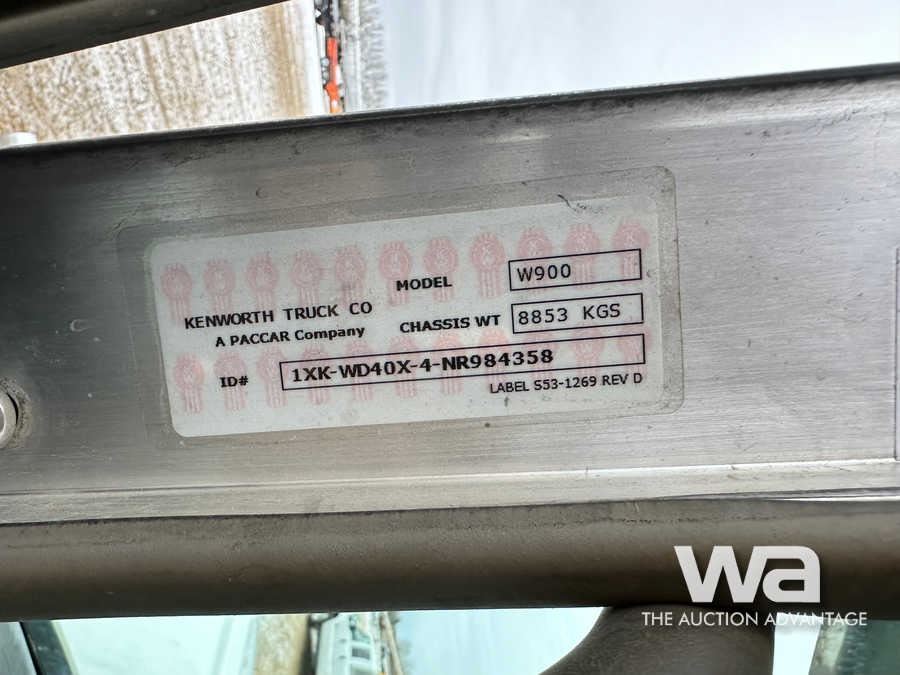 MODEL W900
KENWORTH TRUCK CO
A PACCAR Company
CHASSIS WT 8853 KGS
ID# 1XK-WD40X-4-NR984358
LABEL S53-1269 REV D
wa
THE AUCTION ADVANTAGE